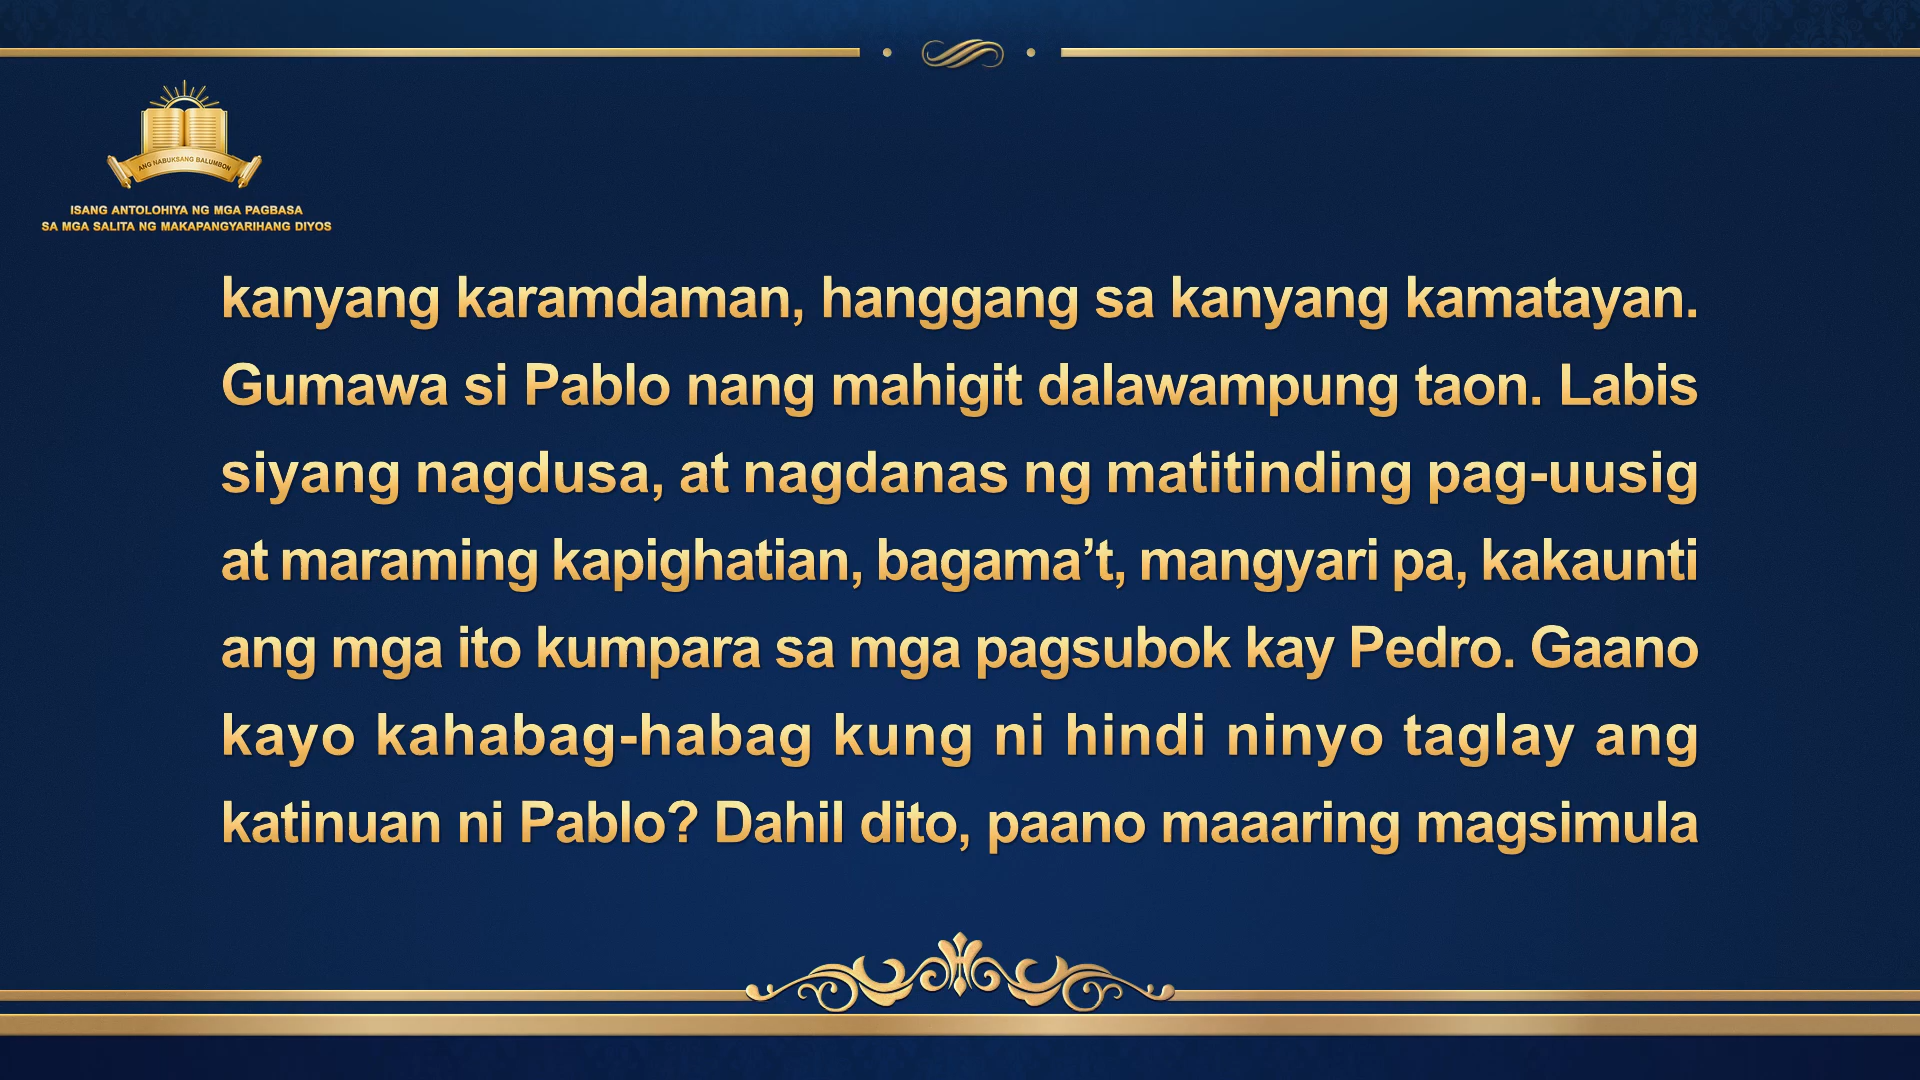 ANG NABUKSANG BALUMBON
ISANG ANTOLOHIYA NG MGA PAGBASA
SA MGA SALITA NG MAKAPANGYARIHANG DIYOS
kanyang karamdaman, hanggang sa kanyang kamatayan.
Gumawa si Pablo nang mahigit dalawampung taon. Labis
siyang nagdusa, at nagdanas ng matitinding pag-uusig
at maraming kapighatian, bagama’t, mangyari pa, kakaunti
ang mga ito kumpara sa mga pagsubok kay Pedro. Gaano
kayo kahabag-habag kung ni hindi ninyo taglay ang
katinuan ni Pablo? Dahil dito, paano maaaring magsimula